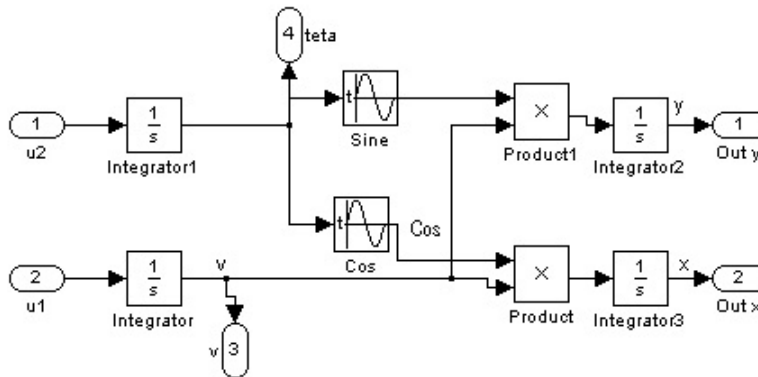 4 teta
t
Sine
1
u2
1
s
Integrator1
×
Product1
1
s
Integrator2
y
1
Out y
t
Cos
Cos
2
u1
1
s
Integrator
v
v 3
×
Product
1
s
Integrator3
x
2
Out x